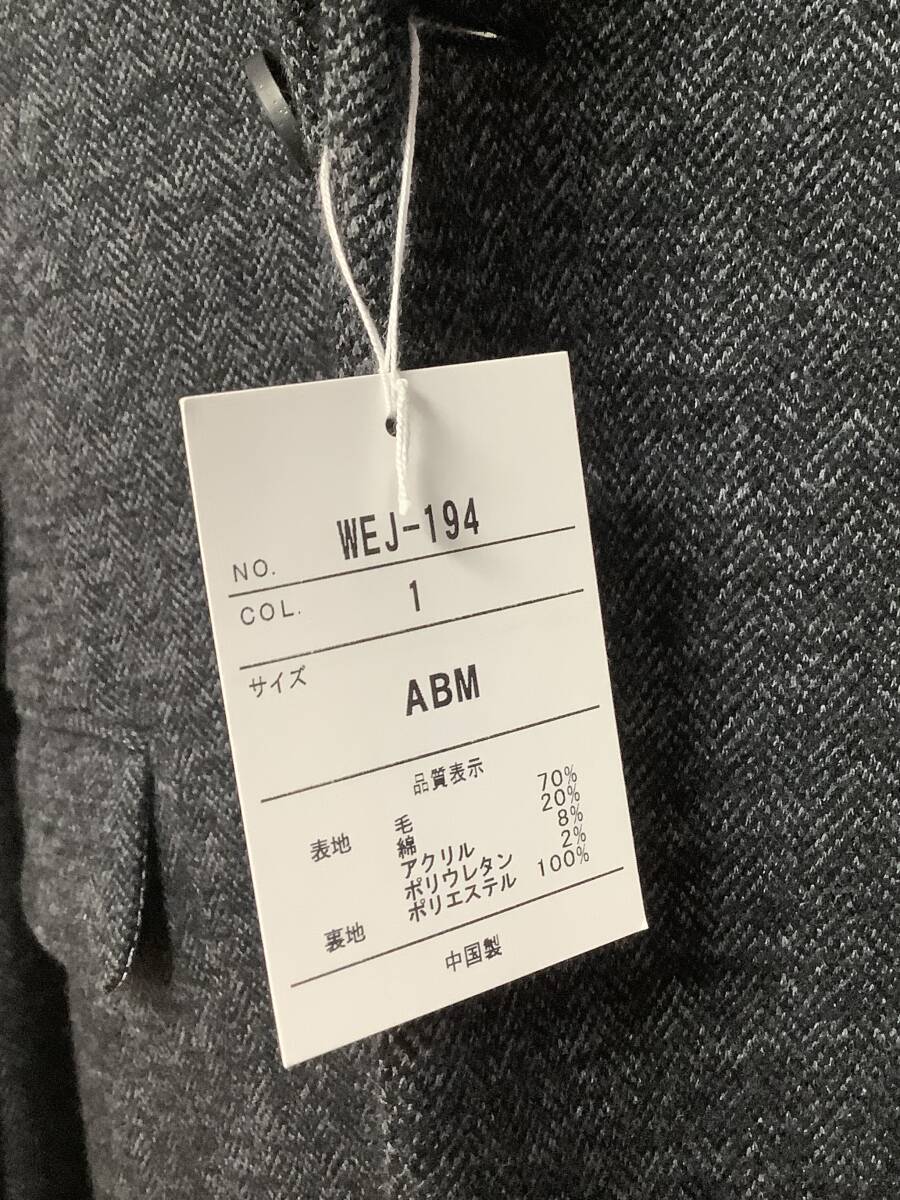 NO. WEJ-194
COL. 1
サイズ ABM
品質表示
表地 毛 70%
綿 20%
アクリル 8%
ポリウレタン 2%
裏地 ポリエステル 100%
中国製